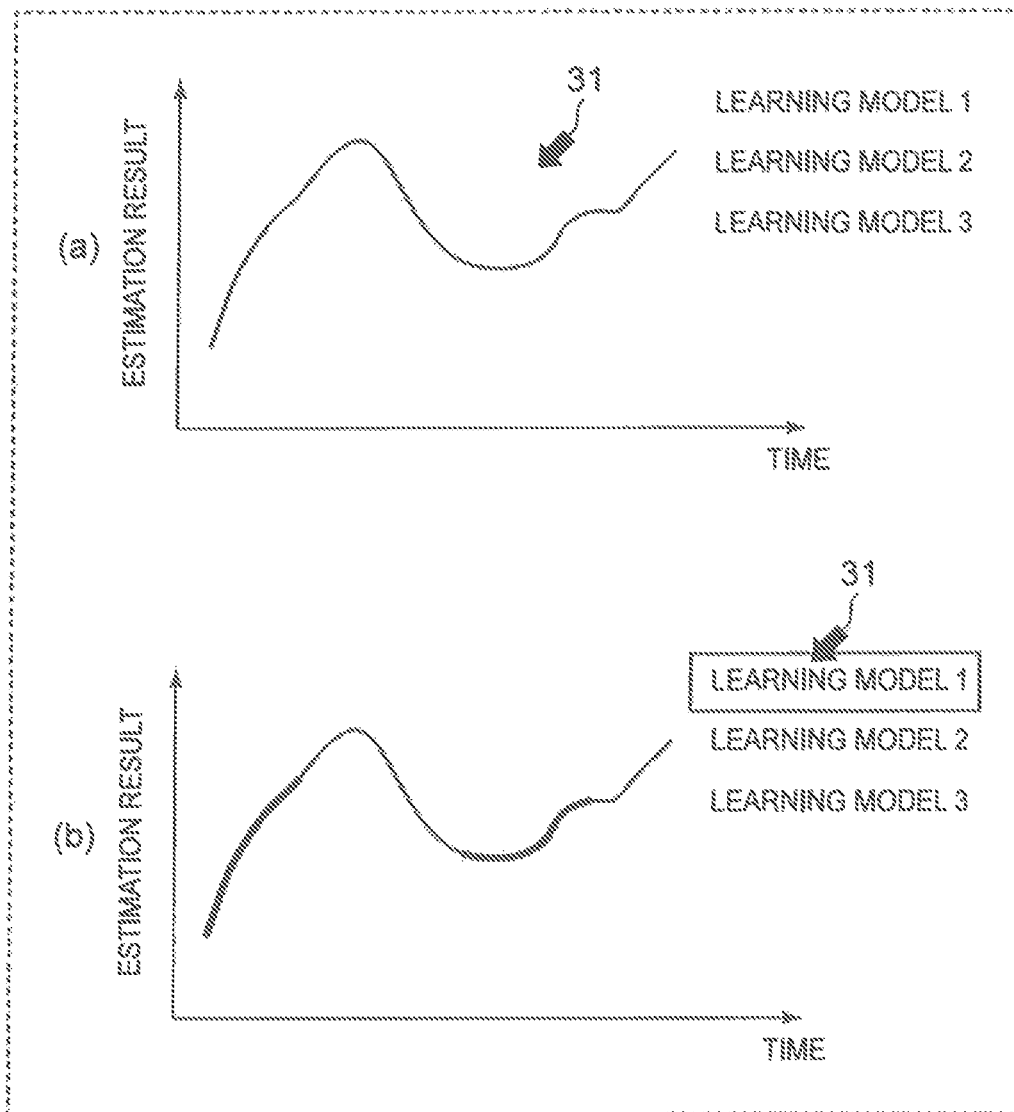 (a)
ESTIMATION RESULT
31
LEARNING MODEL 1
LEARNING MODEL 2
LEARNING MODEL 3
TIME
(b)
ESTIMATION RESULT
31
LEARNING MODEL 1
LEARNING MODEL 2
LEARNING MODEL 3
TIME